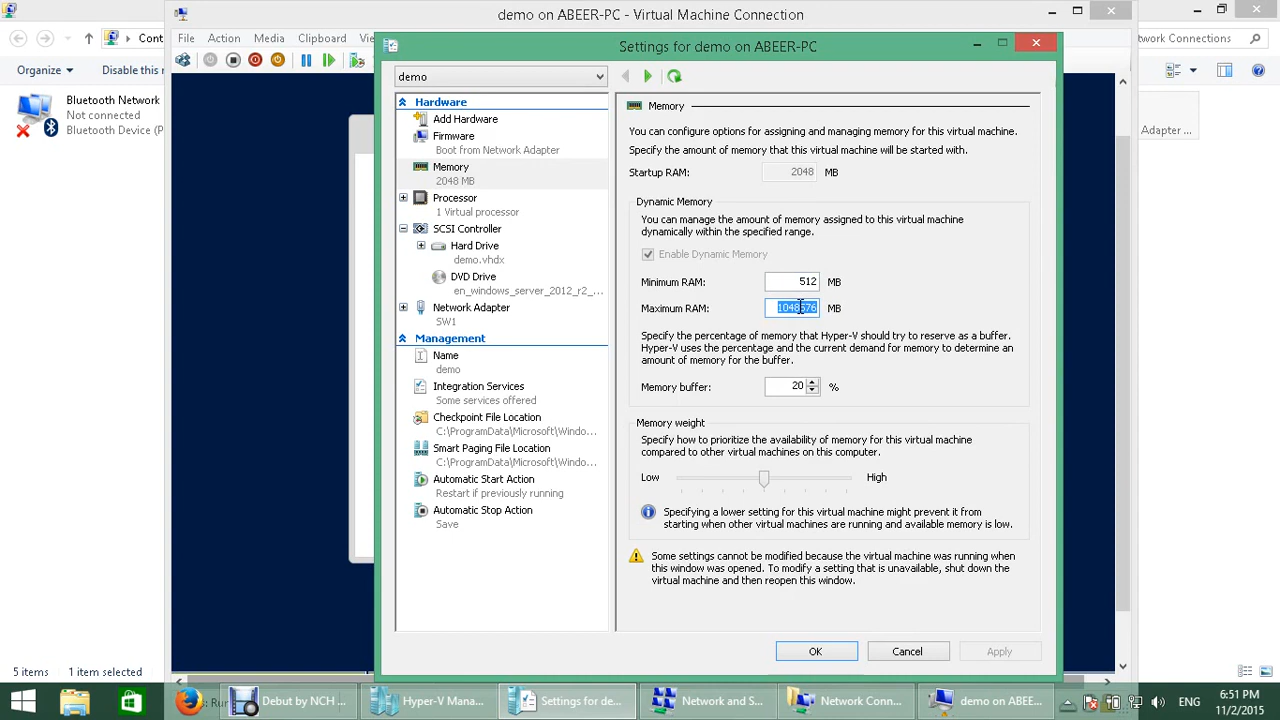 demo on ABEER-PC - Virtual Machine Connection
Cont
work Connections
File Action Media Clipboard
Organize
Disable this
Bluetooth Network
Not connected
Bluetooth Device (P
Adapter ...
5 items
1 item selected
Settings for demo on ABEER-PC
demo
Hardware
Add Hardware
Firmware
Boot from Network Adapter
Memory
2048 MB
Processor
1 Virtual processor
SCSI Controller
Hard Drive
demo.vhdx
DVD Drive
en_windows_server_2012_r2_...
Network Adapter
SW1
Management
Name
demo
Integration Services
Some services offered
Checkpoint File Location
C:\ProgramData\Microsoft\Windo...
Smart Paging File Location
C:\ProgramData\Microsoft\Windo...
Automatic Start Action
Restart if previously running
Automatic Stop Action
Save
Memory
You can configure options for assigning and managing memory for this virtual machine.
Specify the amount of memory that this virtual machine will be started with.
Startup RAM: 2048 MB
Dynamic Memory
You can manage the amount of memory assigned to this virtual machine
dynamically within the specified range.
Enable Dynamic Memory
Minimum RAM: 512 MB
Maximum RAM: 1048576 MB
Specify the percentage of memory that Hyper-V should try to reserve as a buffer.
Hyper-V uses the percentage and the current demand for memory to determine an
amount of memory for the buffer.
Memory buffer: 20 %
Memory weight
Specify how to prioritize the availability of memory for this virtual machine
compared to other virtual machines on this computer.
Low High
Specifying a lower setting for this virtual machine might prevent it from
starting when other virtual machines are running and available memory is low.
Some settings cannot be modified because the virtual machine was running when
this window was opened. To modify a setting that is unavailable, shut down the
virtual machine and then reopen this window.
OK Cancel Apply
Debut by NCH ...
Hyper-V Mana...
Settings for de...
Network and S...
Network Conn...
demo on ABEE...
ENG
6:51 PM
11/2/2015